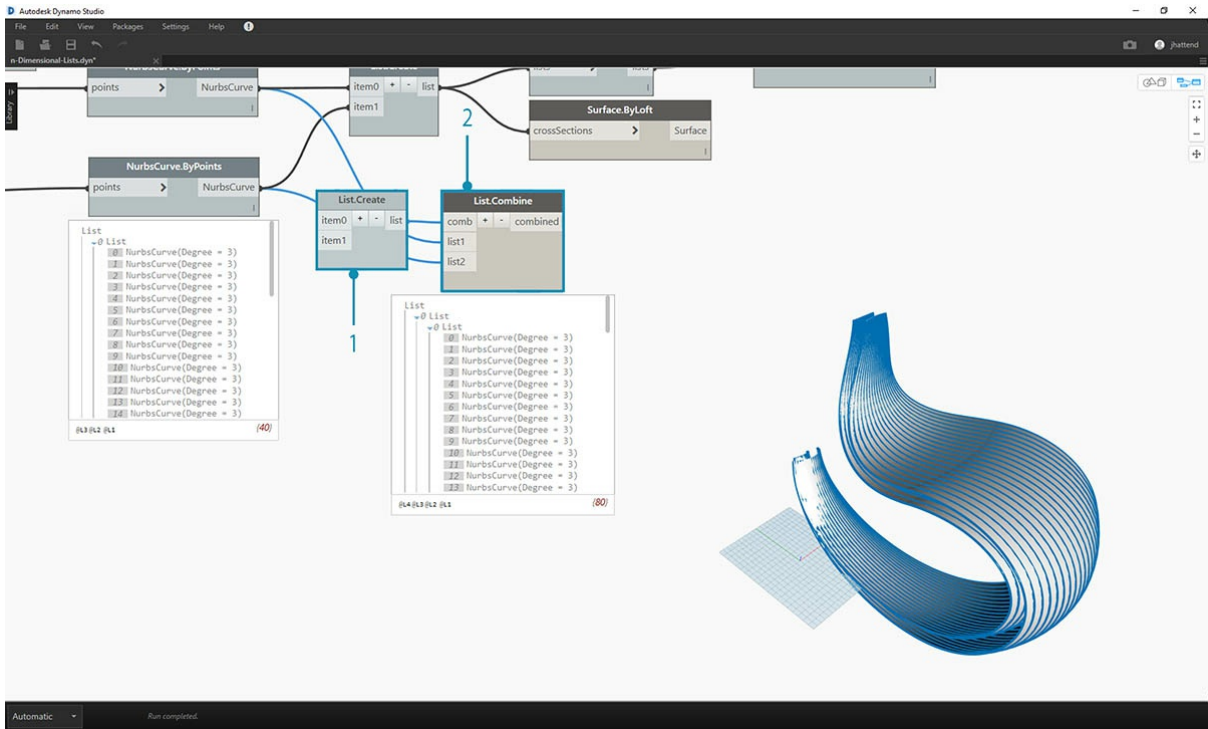 Autodesk Dynamo Studio
File Edit View Packages Settings Help
jhattend
n-Dimensional-Lists.dyn*
Library
points > NurbsCurve
item0 + - list
item1
2
Surface.ByLoft
crossSections > Surface
NurbsCurve.ByPoints
points > NurbsCurve
List.Create
item0 + - list
item1
List.Combine
comb + - combined
list1
list2
List
0 List
0 NurbsCurve(Degree = 3)
1 NurbsCurve(Degree = 3)
2 NurbsCurve(Degree = 3)
3 NurbsCurve(Degree = 3)
4 NurbsCurve(Degree = 3)
5 NurbsCurve(Degree = 3)
6 NurbsCurve(Degree = 3)
7 NurbsCurve(Degree = 3)
8 NurbsCurve(Degree = 3)
9 NurbsCurve(Degree = 3)
10 NurbsCurve(Degree = 3)
11 NurbsCurve(Degree = 3)
12 NurbsCurve(Degree = 3)
13 NurbsCurve(Degree = 3)
14 NurbsCurve(Degree = 3)
@L3 @L2 @L1 {40}
1
List
0 List
0 List
0 NurbsCurve(Degree = 3)
1 NurbsCurve(Degree = 3)
2 NurbsCurve(Degree = 3)
3 NurbsCurve(Degree = 3)
4 NurbsCurve(Degree = 3)
5 NurbsCurve(Degree = 3)
6 NurbsCurve(Degree = 3)
7 NurbsCurve(Degree = 3)
8 NurbsCurve(Degree = 3)
9 NurbsCurve(Degree = 3)
10 NurbsCurve(Degree = 3)
11 NurbsCurve(Degree = 3)
12 NurbsCurve(Degree = 3)
13 NurbsCurve(Degree = 3)
@L4 @L3 @L2 @L1 {80}
Automatic
Run completed.